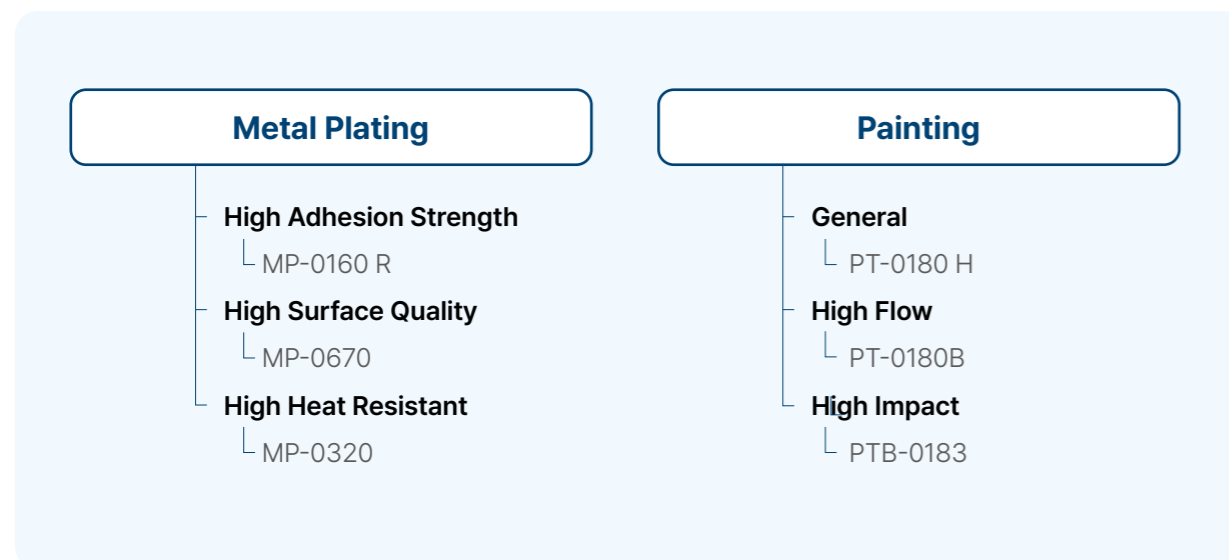 Metal Plating
High Adhesion Strength
MP-0160 R
High Surface Quality
MP-0670
High Heat Resistant
MP-0320
Painting
General
PT-0180 H
High Flow
PT-0180B
High Impact
PTB-0183